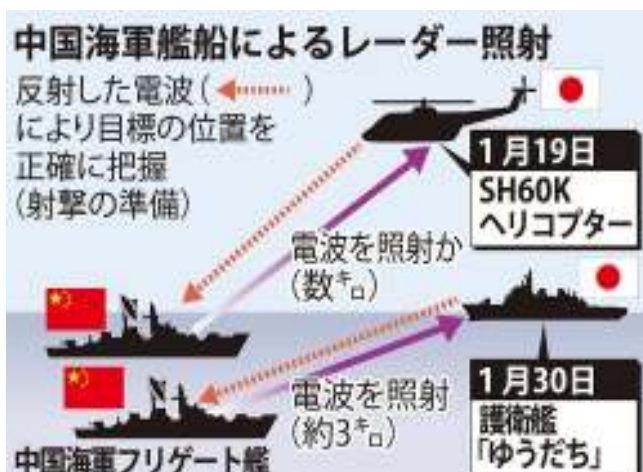 中国海軍艦船によるレーダー照射
反射した電波(    )
により目標の位置を
正確に把握
(射撃の準備)
1月19日
SH60K
ヘリコプター
電波を照射か
(数㌔)
電波を照射
(約3㌔)
1月30日
護衛艦
「ゆうだち」
中国海軍フリゲート艦